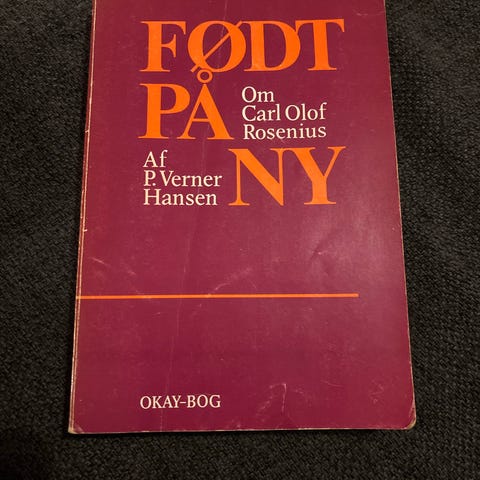 FØDT
PÅ
Om
Carl Olof
Rosenius
Af
P. Verner
Hansen
NY
OKAY-BOG